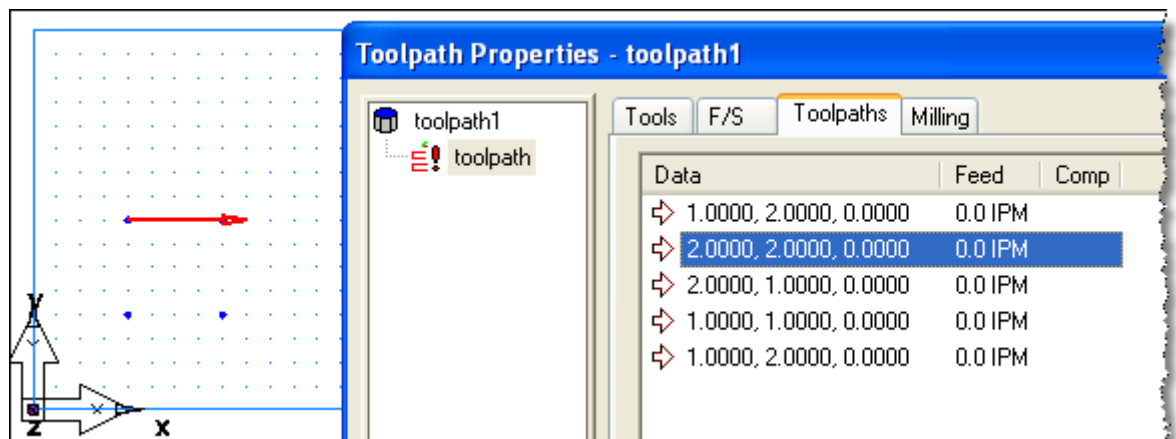 Toolpath Properties - toolpath1
toolpath1
toolpath
Tools F/S Toolpaths Milling
Data Feed Comp
1.0000, 2.0000, 0.0000 0.0 IPM
2.0000, 2.0000, 0.0000 0.0 IPM
2.0000, 1.0000, 0.0000 0.0 IPM
1.0000, 1.0000, 0.0000 0.0 IPM
1.0000, 2.0000, 0.0000 0.0 IPM
Y
X
Z X